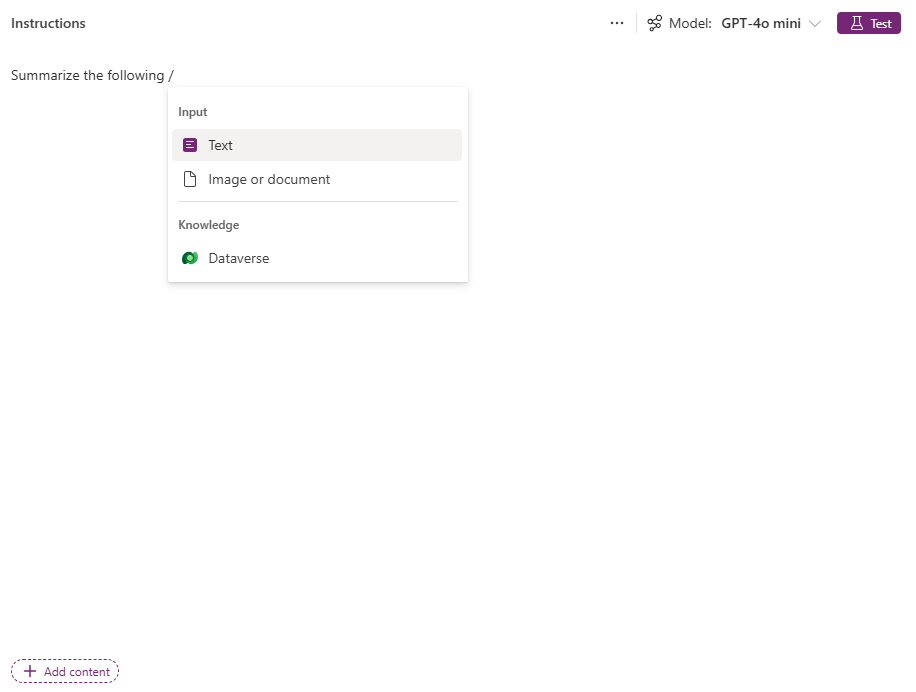 Instructions
··· Model: GPT-4o mini Test
Summarize the following /
Input
Text
Image or document
Knowledge
Dataverse
+ Add content